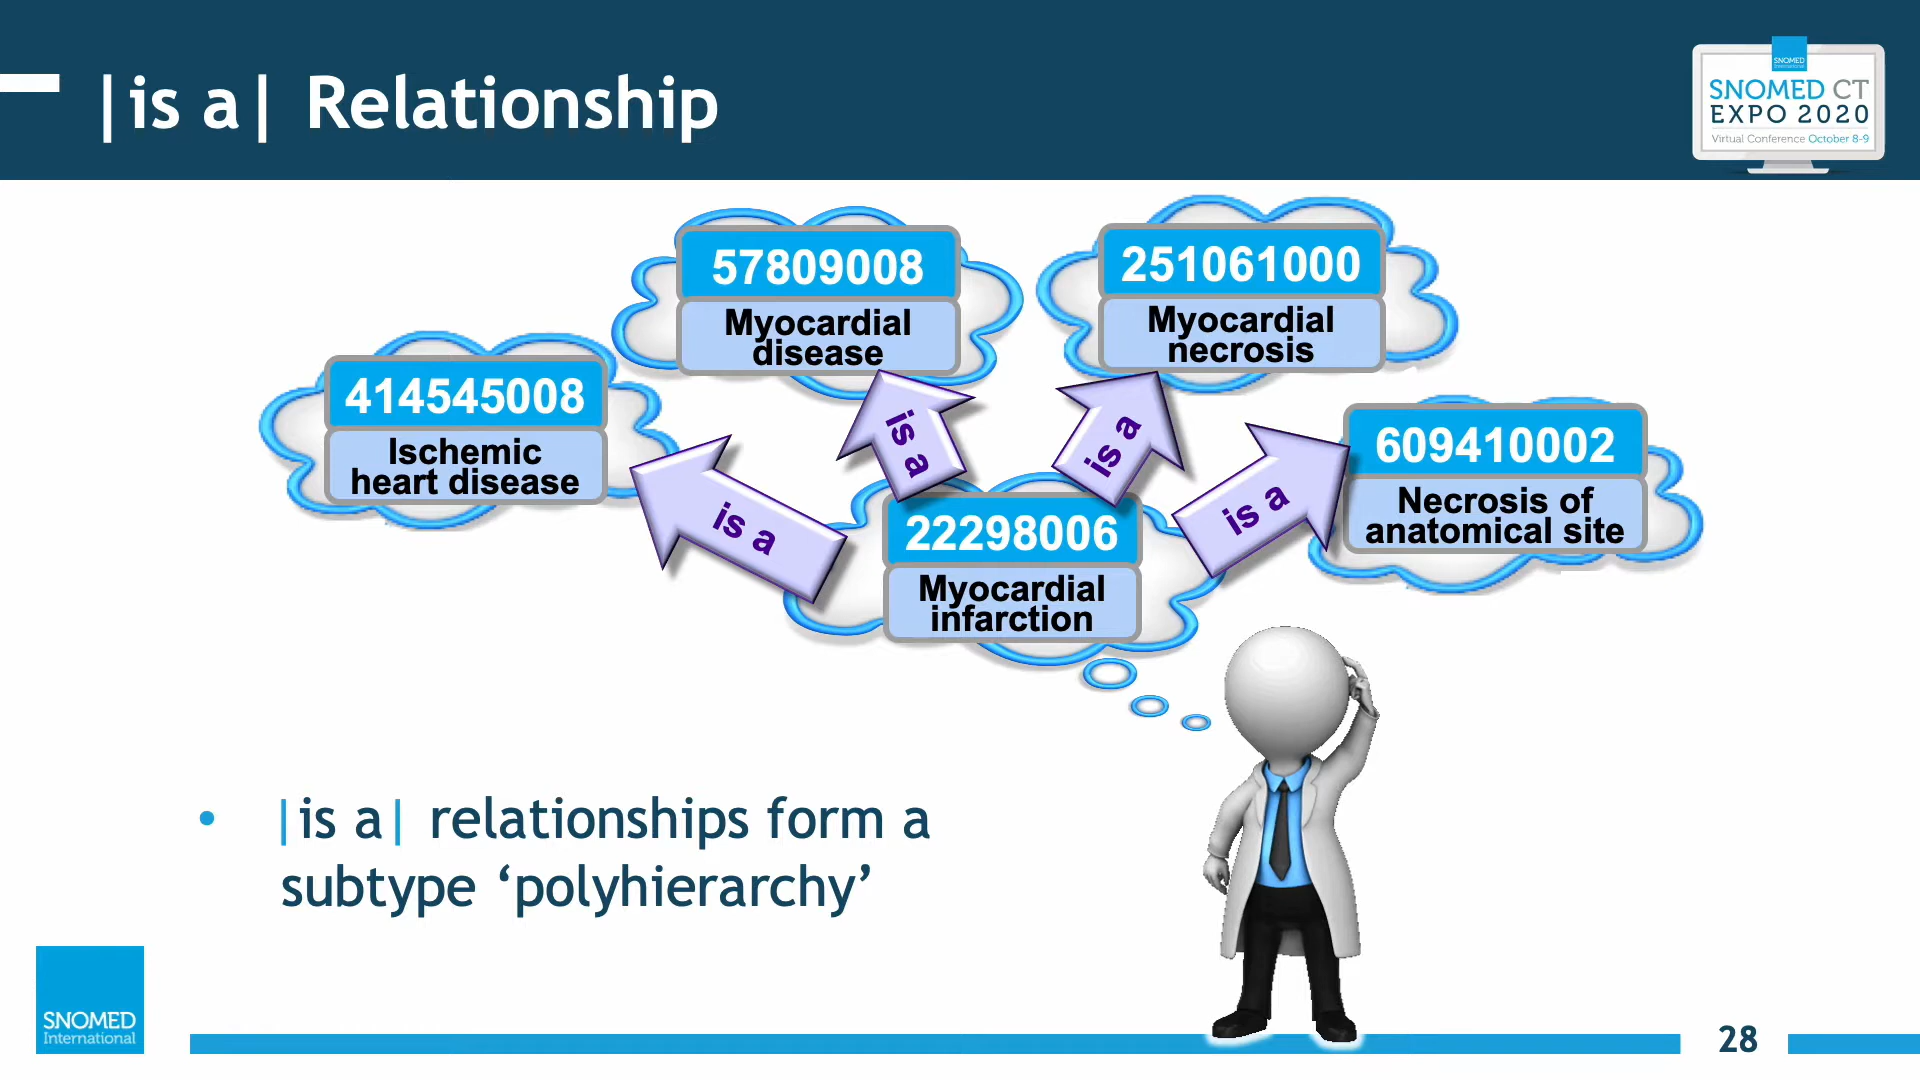 |is a| Relationship
SNOMED
International
SNOMED CT
EXPO 2020
Virtual Conference October 8-9
57809008
Myocardial
disease
251061000
Myocardial
necrosis
414545008
Ischemic
heart disease
609410002
Necrosis of
anatomical site
is a
is a
is a
is a
22298006
Myocardial
infarction
• |is a| relationships form a
subtype ‘polyhierarchy’
SNOMED
International
28